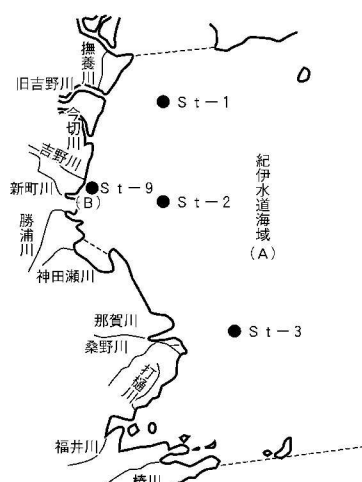 撫養川
旧吉野川
今切川
吉野川
新町川
勝浦川
神田瀬川
那賀川
桑野川
打樋川
福井川
椿川
St-1
St-9
(B)
St-2
紀伊水道海域
(A)
St-3